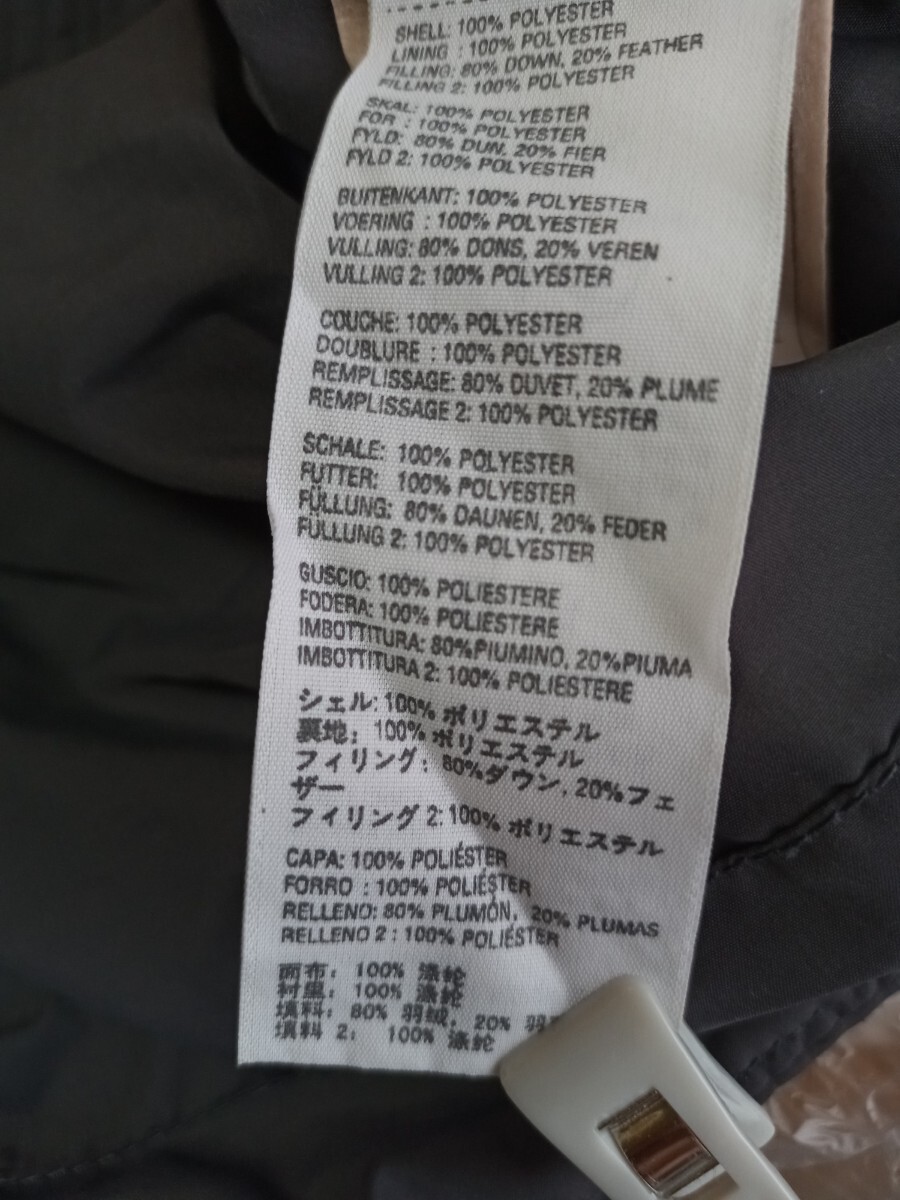 SHELL: 100% POLYESTER
LINING : 100% POLYESTER
FILLING: 80% DOWN, 20% FEATHER
FILLING 2: 100% POLYESTER
SKAL: 100% POLYESTER
FOR : 100% POLYESTER
FYLD: 80% DUN, 20% FIER
FYLD 2: 100% POLYESTER
BUITENKANT: 100% POLYESTER
VOERING : 100% POLYESTER
VULLING: 80% DONS, 20% VEREN
VULLING 2: 100% POLYESTER
COUCHE: 100% POLYESTER
DOUBLURE : 100% POLYESTER
REMPLISSAGE: 80% DUVET, 20% PLUME
REMPLISSAGE 2: 100% POLYESTER
SCHALE: 100% POLYESTER
FUTTER: 100% POLYESTER
FÜLLUNG: 80% DAUNEN, 20% FEDER
FÜLLUNG 2: 100% POLYESTER
GUSCIO: 100% POLIESTERE
FODERA: 100% POLIESTERE
IMBOTTITURA: 80%PIUMINO, 20%PIUMA
IMBOTTITURA 2: 100% POLIESTERE
シェル: 100% ポリエステル
裏地: 100% ポリエステル
フィリング: 80%ダウン, 20%フェ
ザー
フィリング 2: 100% ポリエステル
CAPA: 100% POLIÉSTER
FORRO : 100% POLIÉSTER
RELLENO: 80% PLUMÓN, 20% PLUMAS
RELLENO 2 : 100% POLIÉSTER
面布: 100% 涤纶
衬里: 100% 涤纶
填料: 80% 羽绒, 20%
填料 2: 100% 涤纶